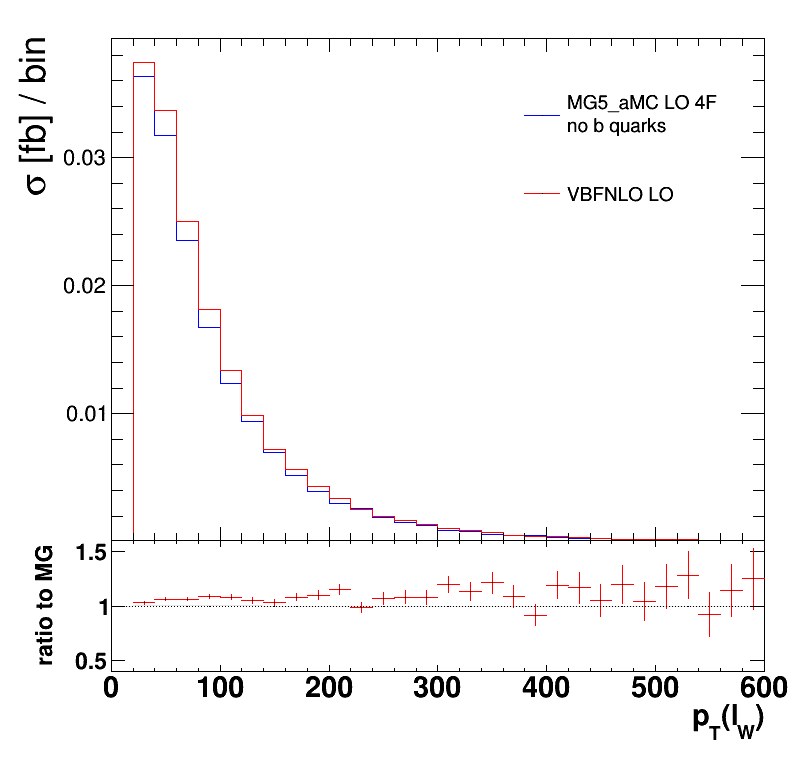 σ [fb] / bin
MG5_aMC LO 4F
no b quarks
VBFNLO LO
0.03
0.02
0.01
ratio to MG
1.5
1
0.5
0 100 200 300 400 500 600
p_T(l_W)